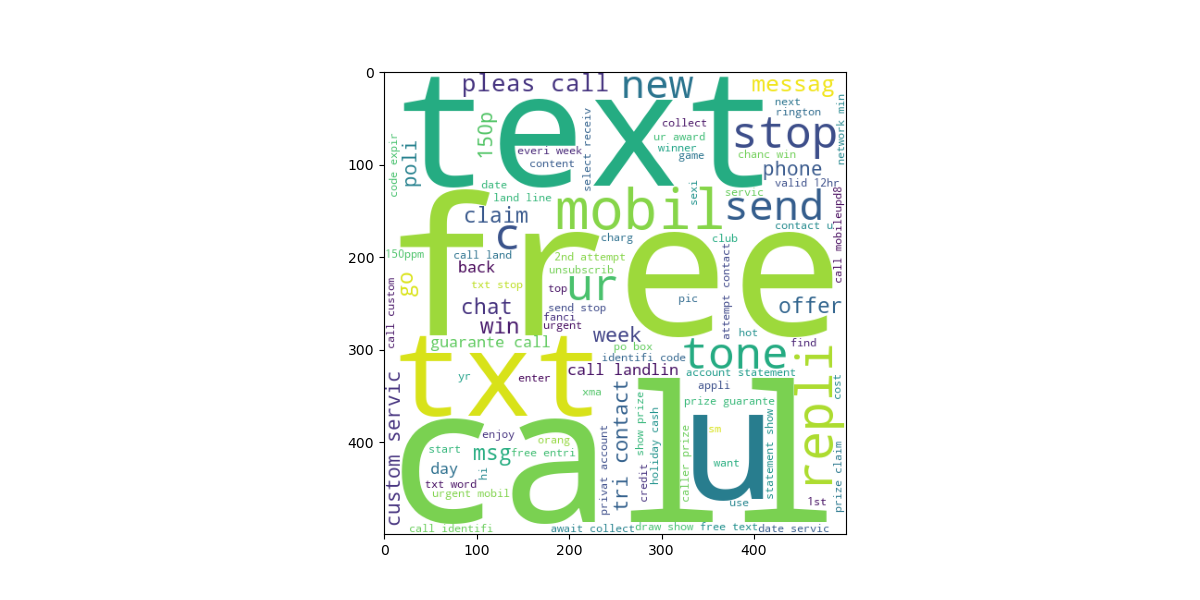 0
100
200
300
400
0
100
200
300
400
pleas call
new
messag
text
150p
everi week
content
select receiv
collect
ur award
winner
game
next
rington
stop
chanc win
network min
code expir
poli
date
land line
phone
valid 12hr
sexi
servic
mobil
send
contact u
call mobileupd8
claim
c
charg
club
free
150ppm
call land
back
2nd attempt
unsubscrib
go
txt stop
top
ur
pic
attempt contact
offer
call custom
chat
send stop
fanci
win
urgent
week
hot
guarante call
po box
identifi code
tone
find
txt
yr
enter
call landlin
account statement
xma
appli
cost
repli
custom servic
tri contact
show prize
prize guarante
call
enjoy
start
msg
orang
free entri
day
hi
txt word
urgent mobil
privat account
credit
holiday cash
caller prize
sm
u
want
use
statement show
1st
prize claim
call identifi
await collect
draw show
free text
date servic